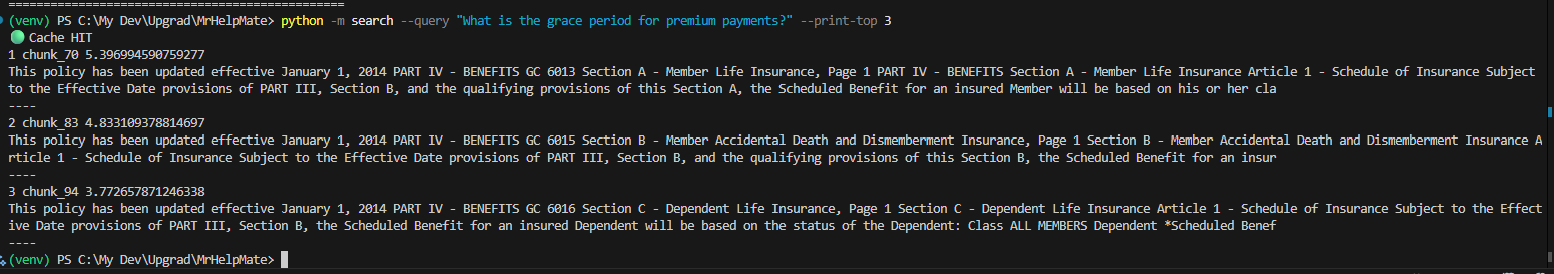 ================================================
(venv) PS C:\My Dev\Upgrad\MrHelpMate> python -m search --query "What is the grace period for premium payments?" --print-top 3
Cache HIT
1 chunk_70 5.396994590759277
This policy has been updated effective January 1, 2014 PART IV - BENEFITS GC 6013 Section A - Member Life Insurance, Page 1 PART IV - BENEFITS Section A - Member Life Insurance Article 1 - Schedule of Insurance Subject
to the Effective Date provisions of PART III, Section B, and the qualifying provisions of this Section A, the Scheduled Benefit for an insured Member will be based on his or her cla
----
2 chunk_83 4.833109378814697
This policy has been updated effective January 1, 2014 PART IV - BENEFITS GC 6015 Section B - Member Accidental Death and Dismemberment Insurance, Page 1 Section B - Member Accidental Death and Dismemberment Insurance A
rticle 1 - Schedule of Insurance Subject to the Effective Date provisions of PART III, Section B, and the qualifying provisions of this Section B, the Scheduled Benefit for an insur
----
3 chunk_94 3.772657871246338
This policy has been updated effective January 1, 2014 PART IV - BENEFITS GC 6016 Section C - Dependent Life Insurance, Page 1 Section C - Dependent Life Insurance Article 1 - Schedule of Insurance Subject to the Effect
ive Date provisions of PART III, Section B, the Scheduled Benefit for an insured Dependent will be based on the status of the Dependent: Class ALL MEMBERS Dependent *Scheduled Benef
----
(venv) PS C:\My Dev\Upgrad\MrHelpMate>